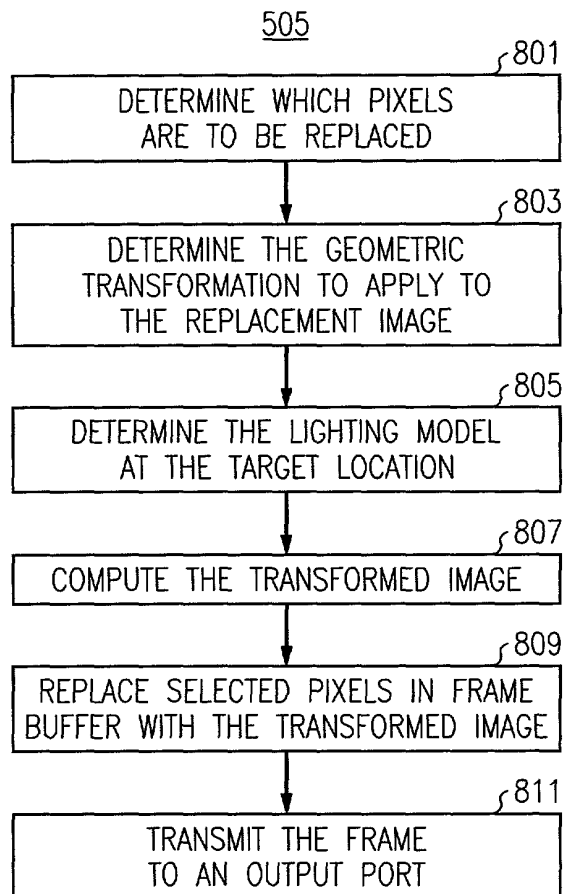 505
801
DETERMINE WHICH PIXELS
ARE TO BE REPLACED
803
DETERMINE THE GEOMETRIC
TRANSFORMATION TO APPLY TO
THE REPLACEMENT IMAGE
805
DETERMINE THE LIGHTING MODEL
AT THE TARGET LOCATION
807
COMPUTE THE TRANSFORMED IMAGE
809
REPLACE SELECTED PIXELS IN FRAME
BUFFER WITH THE TRANSFORMED IMAGE
811
TRANSMIT THE FRAME
TO AN OUTPUT PORT